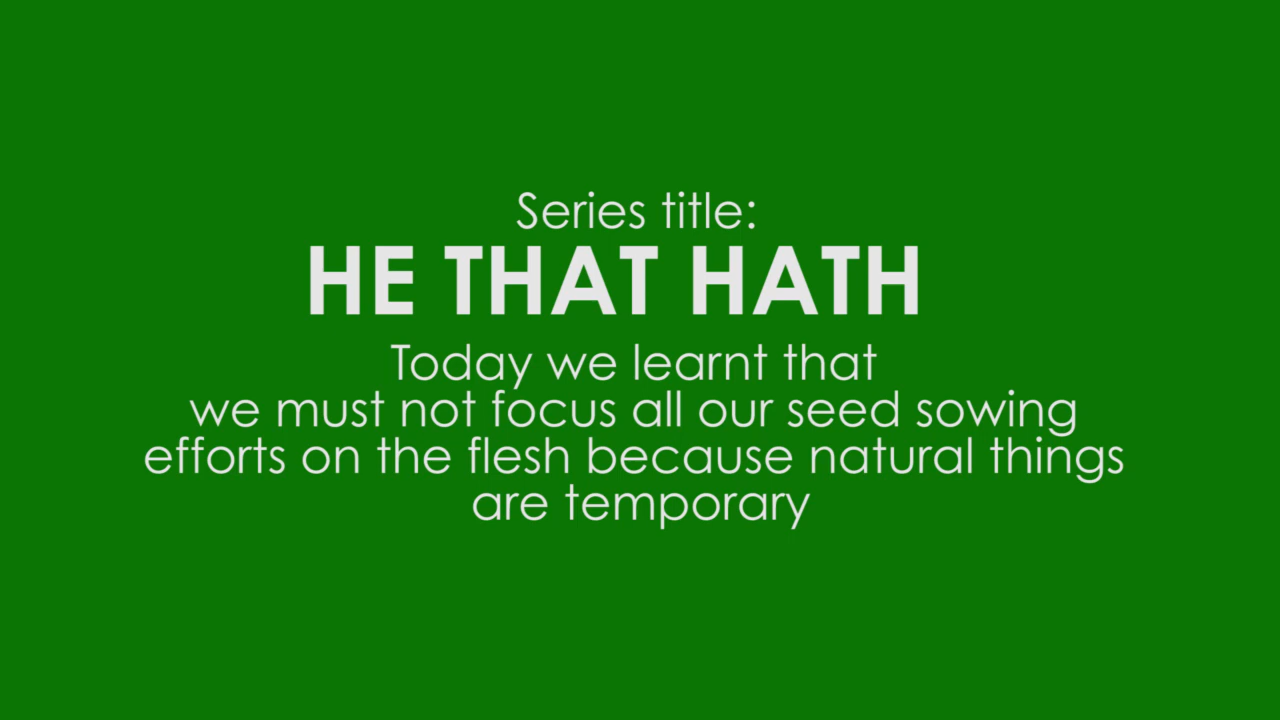 Series title:
HE THAT HATH
Today we learnt that
we must not focus all our seed sowing
efforts on the flesh because natural things
are temporary